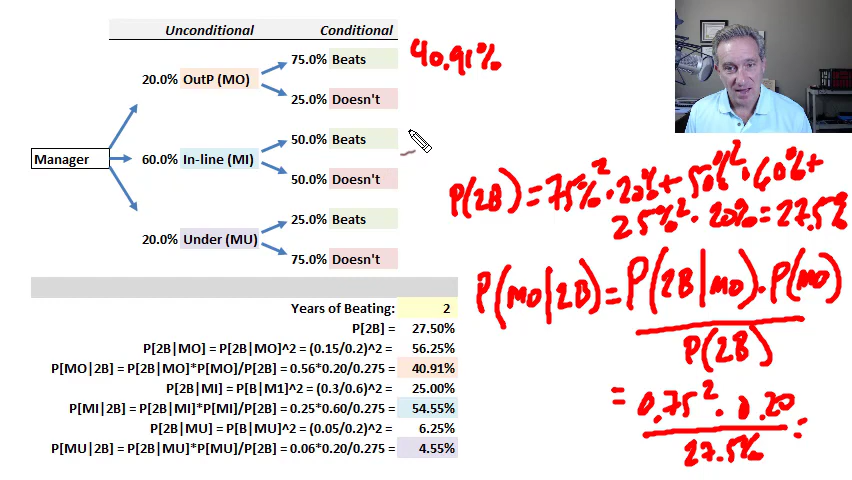 Unconditional Conditional
75.0% Beats
40.91%
20.0% OutP (MO)
25.0% Doesn't
50.0% Beats
Manager 60.0% In-line (MI)
50.0% Doesn't
25.0% Beats
20.0% Under (MU)
75.0% Doesn't
P(2B) = 75%² · 20% + 50%² · 60% +
25%² · 20% = 27.5%
Years of Beating: 2
P[2B] = 27.50%
P[2B|MO] = P[2B|MO]^2 = (0.15/0.2)^2 = 56.25%
P[MO|2B] = P[2B|MO]*P[MO]/P[2B] = 0.56*0.20/0.275 = 40.91%
P[2B|MI] = P[B|M1]^2 = (0.3/0.6)^2 = 25.00%
P[MI|2B] = P[2B|MI]*P[MI]/P[2B] = 0.25*0.60/0.275 = 54.55%
P[2B|MU] = P[B|MU]^2 = (0.05/0.2)^2 = 6.25%
P[MU|2B] = P[2B|MU]*P[MU]/P[2B] = 0.06*0.20/0.275 = 4.55%
P(MO|2B) = P(2B|MO) · P(MO)
P(2B)
= 0.75² · 0.20
27.5%
=